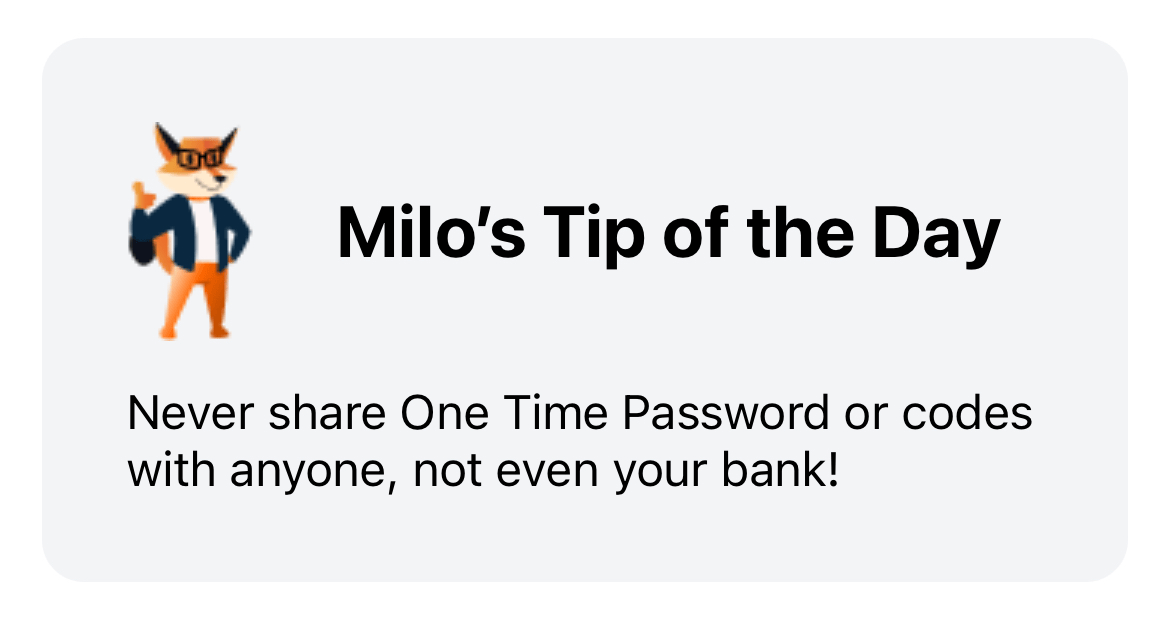 Milo’s Tip of the Day
Never share One Time Password or codes
with anyone, not even your bank!